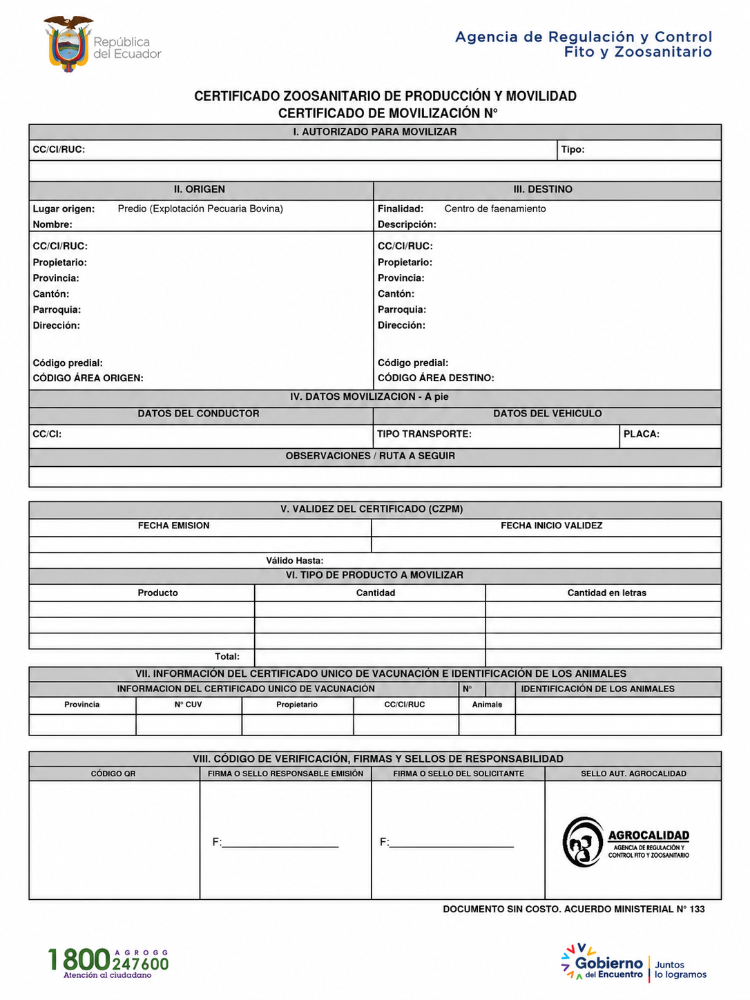 República
del Ecuador
Agencia de Regulación y Control
Fito y Zoosanitario
CERTIFICADO ZOOSANITARIO DE PRODUCCIÓN Y MOVILIDAD
CERTIFICADO DE MOVILIZACIÓN N°
I. AUTORIZADO PARA MOVILIZAR
CC/CI/RUC: Tipo:
II. ORIGEN III. DESTINO
Lugar origen: Predio (Explotación Pecuaria Bovina) Finalidad: Centro de faenamiento
Nombre: Descripción:
CC/CI/RUC: CC/CI/RUC:
Propietario: Propietario:
Provincia: Provincia:
Cantón: Cantón:
Parroquia: Parroquia:
Dirección: Dirección:
Código predial: Código predial:
CÓDIGO ÁREA ORIGEN: CÓDIGO ÁREA DESTINO:
IV. DATOS MOVILIZACION - A pie
DATOS DEL CONDUCTOR DATOS DEL VEHICULO
CC/CI: TIPO TRANSPORTE: PLACA:
OBSERVACIONES / RUTA A SEGUIR
V. VALIDEZ DEL CERTIFICADO (CZPM)
FECHA EMISION FECHA INICIO VALIDEZ
Válido Hasta:
VI. TIPO DE PRODUCTO A MOVILIZAR
Producto Cantidad Cantidad en letras
Total:
VII. INFORMACIÓN DEL CERTIFICADO UNICO DE VACUNACIÓN E IDENTIFICACIÓN DE LOS ANIMALES
INFORMACION DEL CERTIFICADO UNICO DE VACUNACIÓN N° IDENTIFICACIÓN DE LOS ANIMALES
Provincia N° CUV Propietario CC/CI/RUC Animals
VIII. CÓDIGO DE VERIFICACIÓN, FIRMAS Y SELLOS DE RESPONSABILIDAD
CÓDIGO QR FIRMA O SELLO RESPONSABLE EMISIÓN FIRMA O SELLO DEL SOLICITANTE SELLO AUT. AGROCALIDAD
F:____________________ F:____________________
AGROCALIDAD
AGENCIA DE REGULACIÓN Y
CONTROL FITO Y ZOOSANITARIO
DOCUMENTO SIN COSTO. ACUERDO MINISTERIAL N° 133
1800 AGROGG
247600
Atención al ciudadano
Gobierno
del Encuentro
Juntos
lo logramos